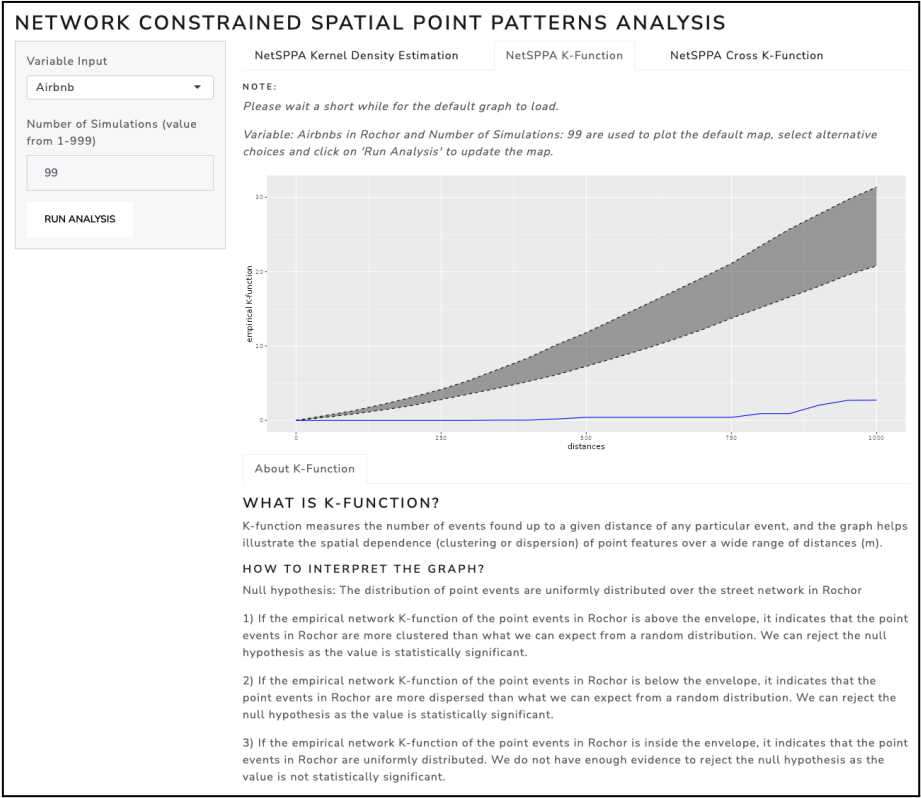 NETWORK CONSTRAINED SPATIAL POINT PATTERNS ANALYSIS
Variable Input
Airbnb
Number of Simulations (value
from 1-999)
99
RUN ANALYSIS
NetSPPA Kernel Density Estimation
NetSPPA K-Function
NetSPPA Cross K-Function
NOTE:
Please wait a short while for the default graph to load.
Variable: Airbnbs in Rochor and Number of Simulations: 99 are used to plot the default map, select alternative
choices and click on 'Run Analysis' to update the map.
empirical K-function
30
20
10
0
0
250
500
750
1000
distances
About K-Function
WHAT IS K-FUNCTION?
K-function measures the number of events found up to a given distance of any particular event, and the graph helps
illustrate the spatial dependence (clustering or dispersion) of point features over a wide range of distances (m).
HOW TO INTERPRET THE GRAPH?
Null hypothesis: The distribution of point events are uniformly distributed over the street network in Rochor
1) If the empirical network K-function of the point events in Rochor is above the envelope, it indicates that the point
events in Rochor are more clustered than what we can expect from a random distribution. We can reject the null
hypothesis as the value is statistically significant.
2) If the empirical network K-function of the point events in Rochor is below the envelope, it indicates that the
point events in Rochor are more dispersed than what we can expect from a random distribution. We can reject the
null hypothesis as the value is statistically significant.
3) If the empirical network K-function of the point events in Rochor is inside the envelope, it indicates that the point
events in Rochor are uniformly distributed. We do not have enough evidence to reject the null hypothesis as the
value is not statistically significant.